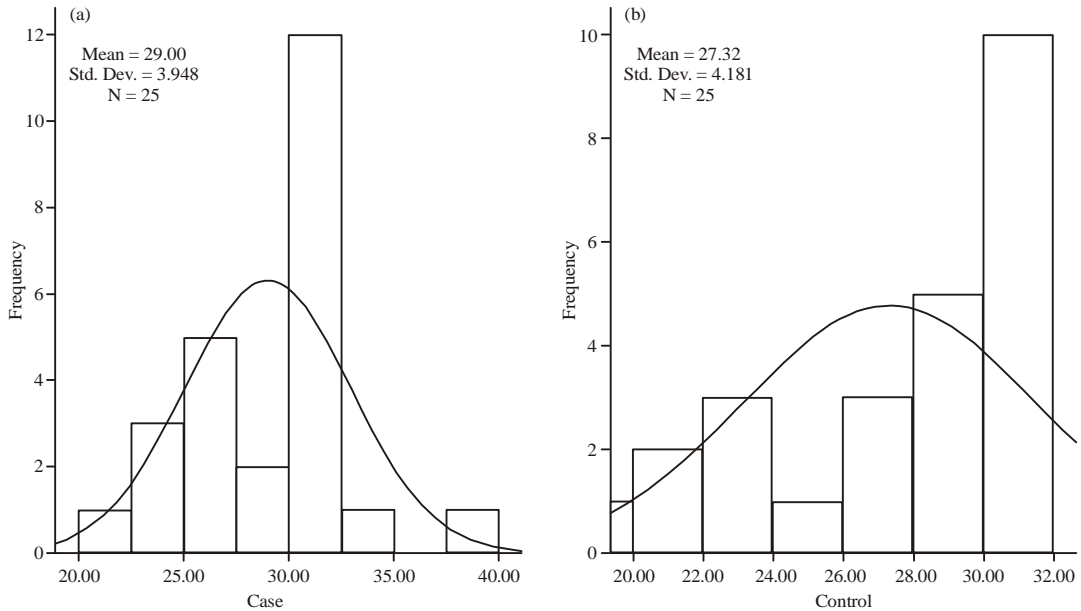 (a)
Mean = 29.00
Std. Dev. = 3.948
N = 25
Frequency
12
10
8
6
4
2
0
20.00 25.00 30.00 35.00 40.00
Case
(b)
Mean = 27.32
Std. Dev. = 4.181
N = 25
Frequency
10
8
6
4
2
0
20.00 22.00 24.00 26.00 28.00 30.00 32.00
Control